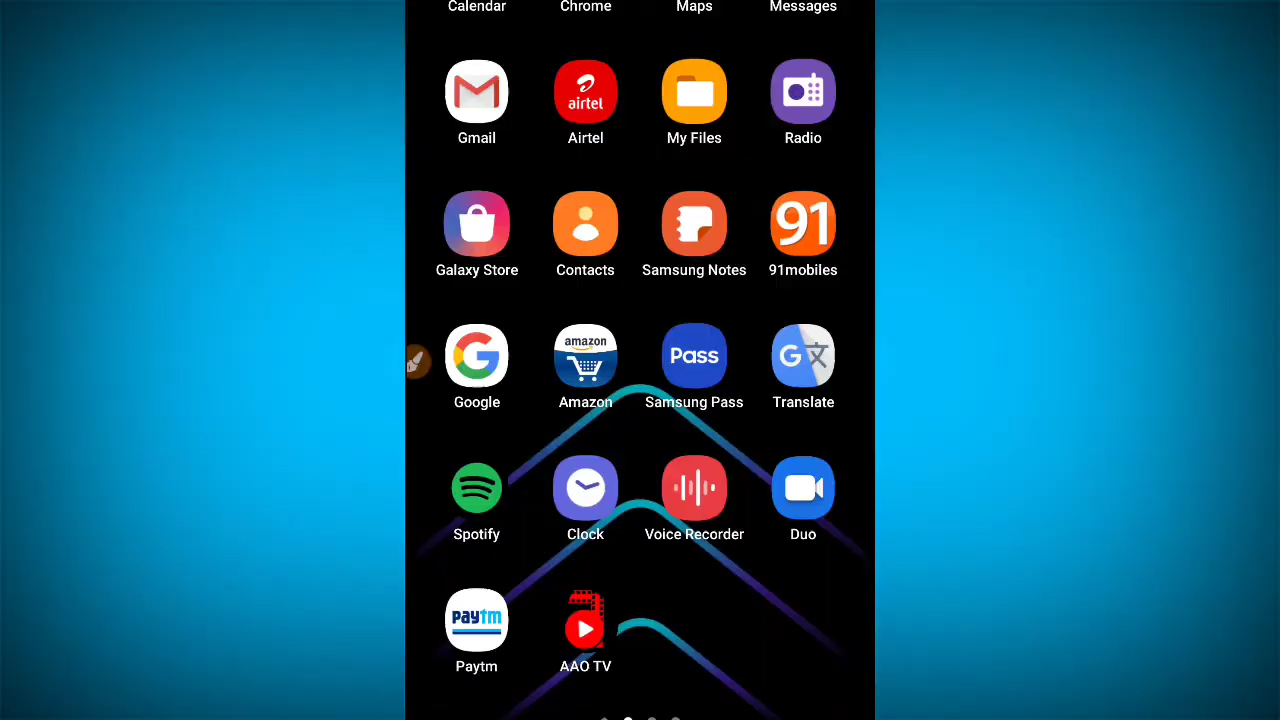 Calendar Chrome Maps Messages
airtel
Gmail Airtel My Files Radio
91
Galaxy Store Contacts Samsung Notes 91mobiles
amazon Pass G
Google Amazon Samsung Pass Translate
Spotify Clock Voice Recorder Duo
paytm
Paytm AAO TV